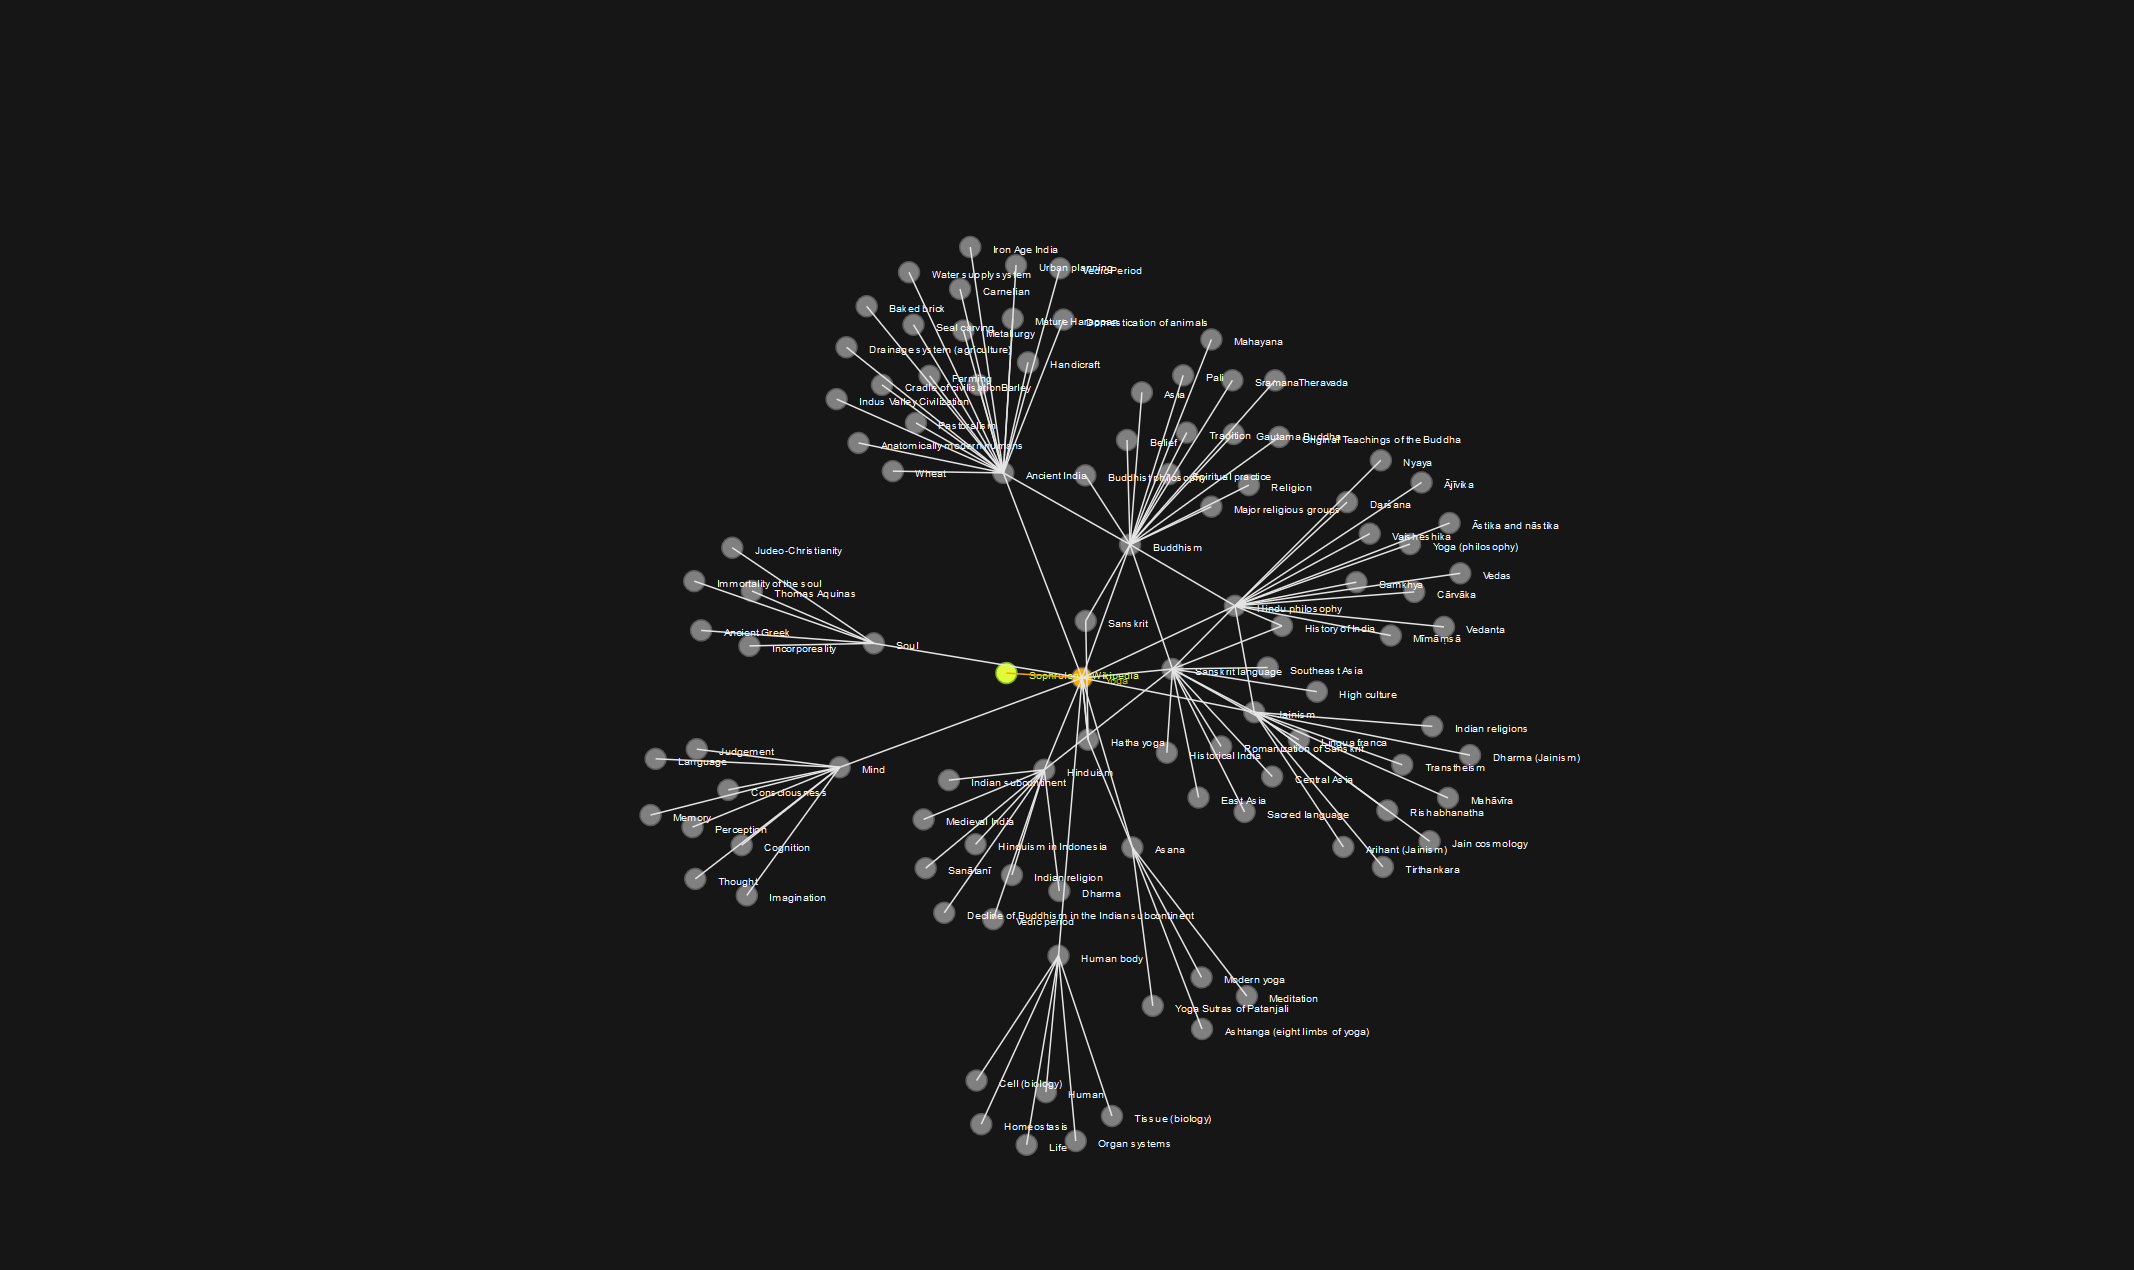 Iron Age India
Urban planning
Vedic Period
Water supply system
Carnelian
Baked brick
Seal carving
Mature Harappan
Domestication of animals
Metallurgy
Mahayana
Drainage system (agriculture)
Handicraft
Farming
Pali
Sramana
Theravada
Cradle of civilisation
Barley
Asia
Indus Valley Civilization
Pastoralism
Tradition
Gautama Buddha
Original Teachings of the Buddha
Belief
Anatomically modern humans
Nyaya
Wheat
Ancient India
Buddhist philosophy
Spiritual practice
Religion
Ājīvika
Major religious groups
Darśana
Āstika and nāstika
Vaisheshika
Yoga (philosophy)
Judeo-Christianity
Buddhism
Vedas
Immortality of the soul
Thomas Aquinas
Samkhya
Cārvāka
Hindu philosophy
Sanskrit
History of India
Vedanta
Ancient Greek
Mīmāṃsā
Incorporeality
Soul
Sanskrit language
Southeast Asia
Wikipedia
Yoga
High culture
Jainism
Indian religions
Hatha yoga
Lingua franca
Romanization of Sanskrit
Judgement
Historical India
Dharma (Jainism)
Language
Mind
Hinduism
Transtheism
Indian subcontinent
Central Asia
Consciousness
East Asia
Mahāvīra
Memory
Medieval India
Sacred language
Rishabhanatha
Perception
Cognition
Hinduism in Indonesia
Asana
Arihant (Jainism)
Jain cosmology
Sanātanī
Tirthankara
Thought
Indian religion
Imagination
Dharma
Decline of Buddhism in the Indian subcontinent
Vedic period
Human body
Modern yoga
Meditation
Yoga Sutras of Patanjali
Ashtanga (eight limbs of yoga)
Cell (biology)
Human
Homeostasis
Tissue (biology)
Life
Organ systems